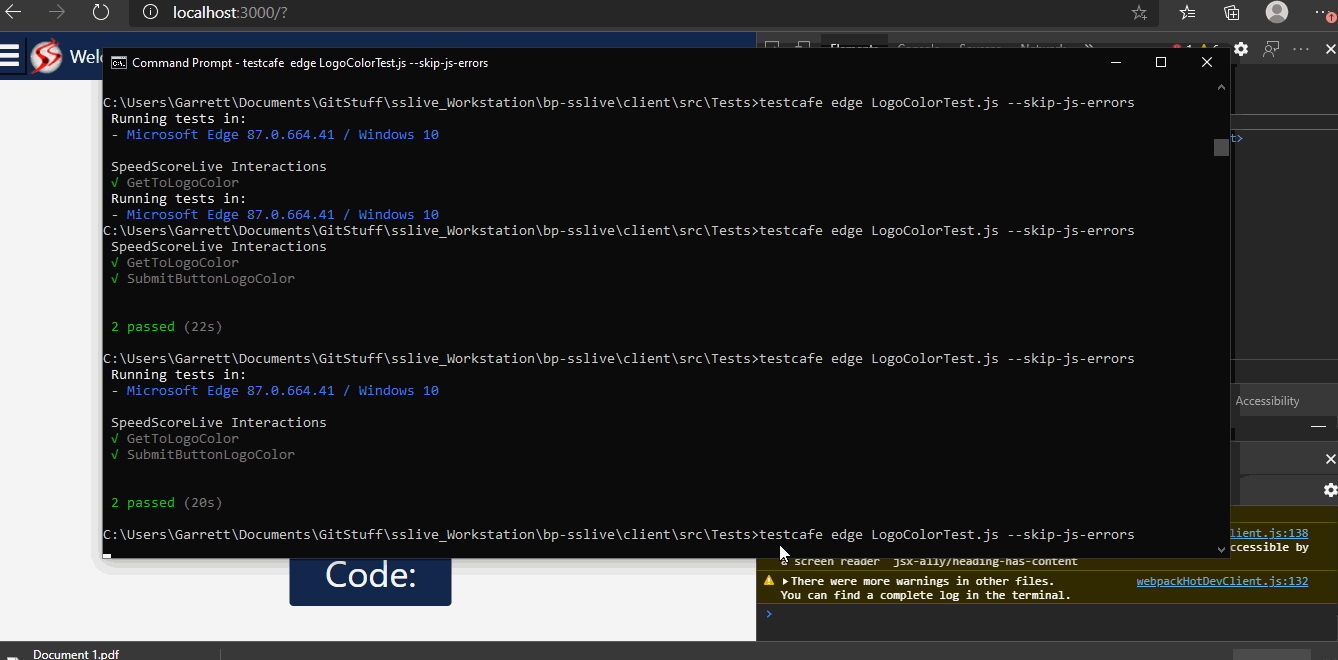 localhost:3000/?
Welc
Command Prompt - testcafe edge LogoColorTest.js --skip-js-errors
C:\Users\Garrett\Documents\GitStuff\sslive_Workstation\bp-sslive\client\src\Tests>testcafe edge LogoColorTest.js --skip-js-errors
Running tests in:
- Microsoft Edge 87.0.664.41 / Windows 10
SpeedScoreLive Interactions
√ GetToLogoColor
Running tests in:
- Microsoft Edge 87.0.664.41 / Windows 10
C:\Users\Garrett\Documents\GitStuff\sslive_Workstation\bp-sslive\client\src\Tests>testcafe edge LogoColorTest.js --skip-js-errors
SpeedScoreLive Interactions
√ GetToLogoColor
√ SubmitButtonLogoColor
2 passed (22s)
C:\Users\Garrett\Documents\GitStuff\sslive_Workstation\bp-sslive\client\src\Tests>testcafe edge LogoColorTest.js --skip-js-errors
Running tests in:
- Microsoft Edge 87.0.664.41 / Windows 10
SpeedScoreLive Interactions
√ GetToLogoColor
√ SubmitButtonLogoColor
2 passed (20s)
C:\Users\Garrett\Documents\GitStuff\sslive_Workstation\bp-sslive\client\src\Tests>testcafe edge LogoColorTest.js --skip-js-errors
t>
Accessibility
lient.js:138
ccessible by
a screen reader jsx-a11y/heading-has-content
There were more warnings in other files. webpackHotDevClient.js:132
You can find a complete log in the terminal.
>
Code:
Document 1.pdf